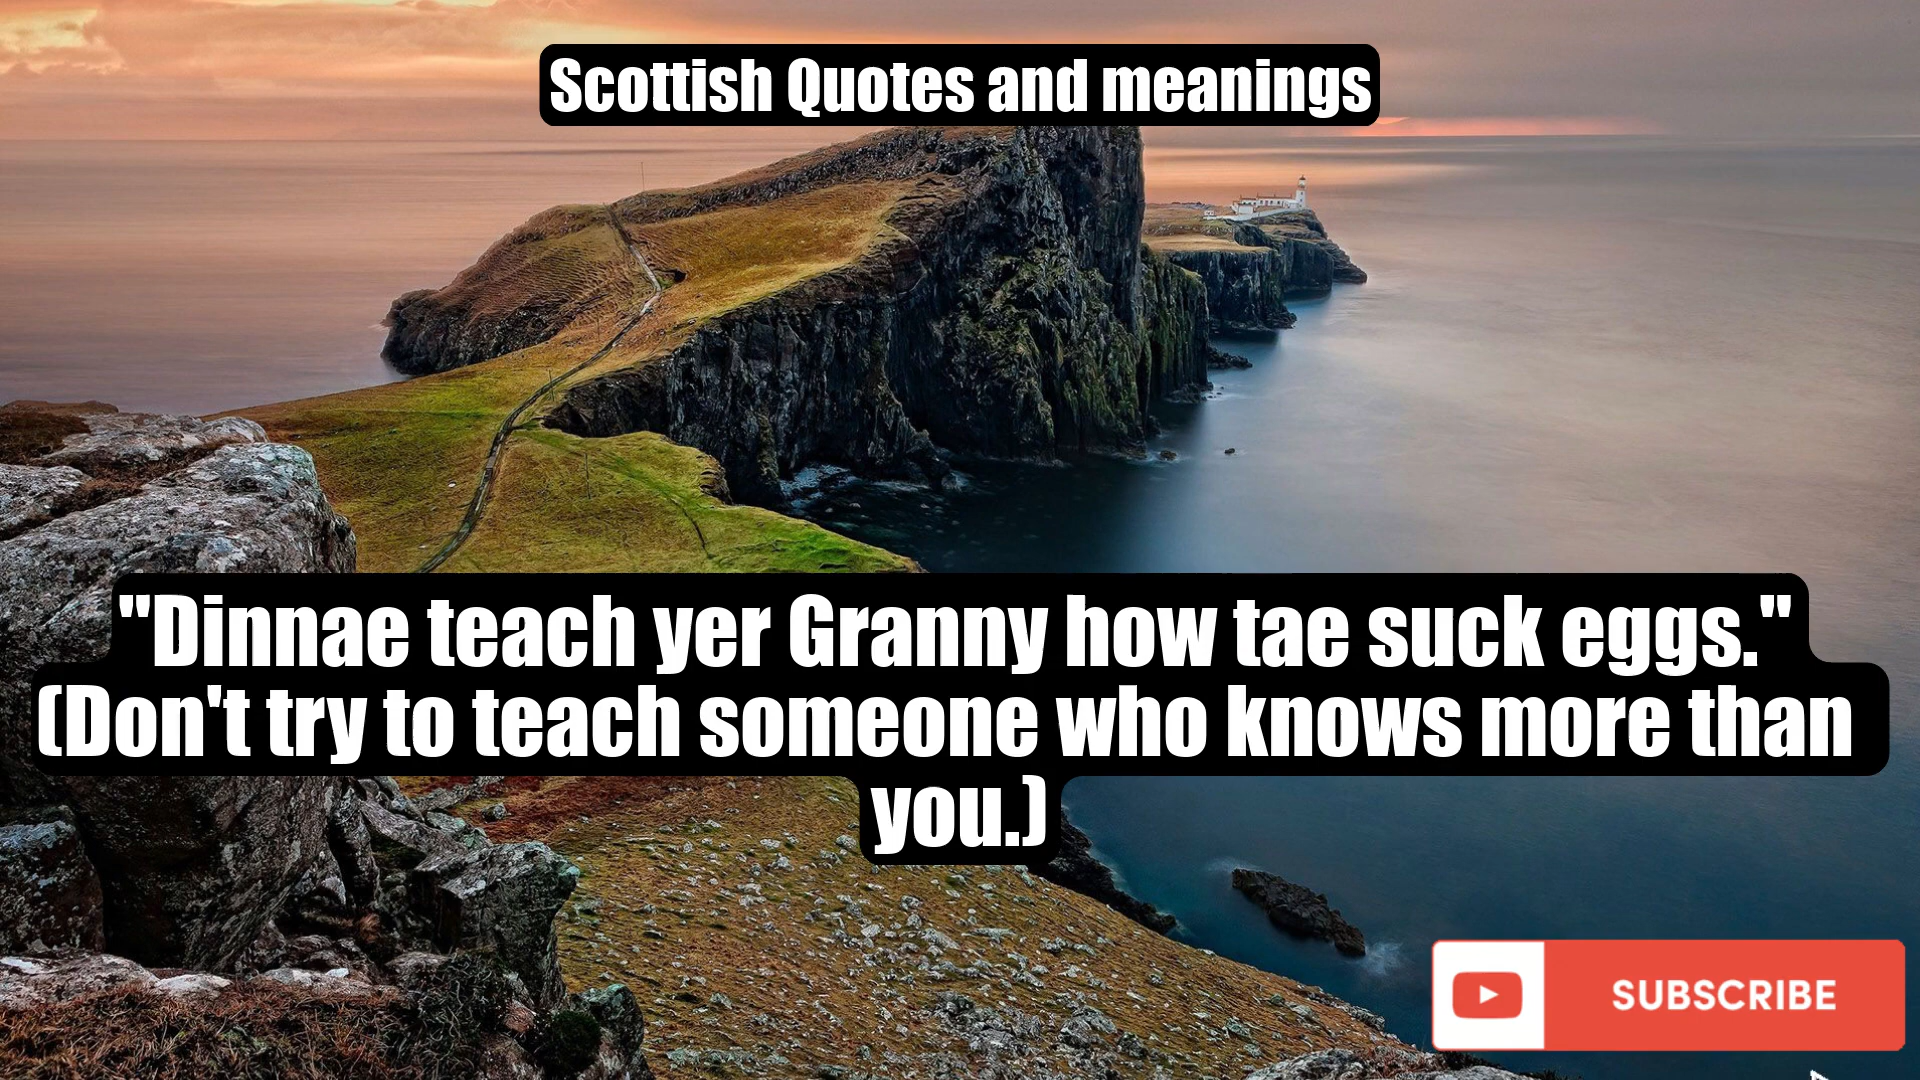 Scottish Quotes and meanings
"Dinnae teach yer Granny how tae suck eggs."
(Don't try to teach someone who knows more than
you.)
SUBSCRIBE